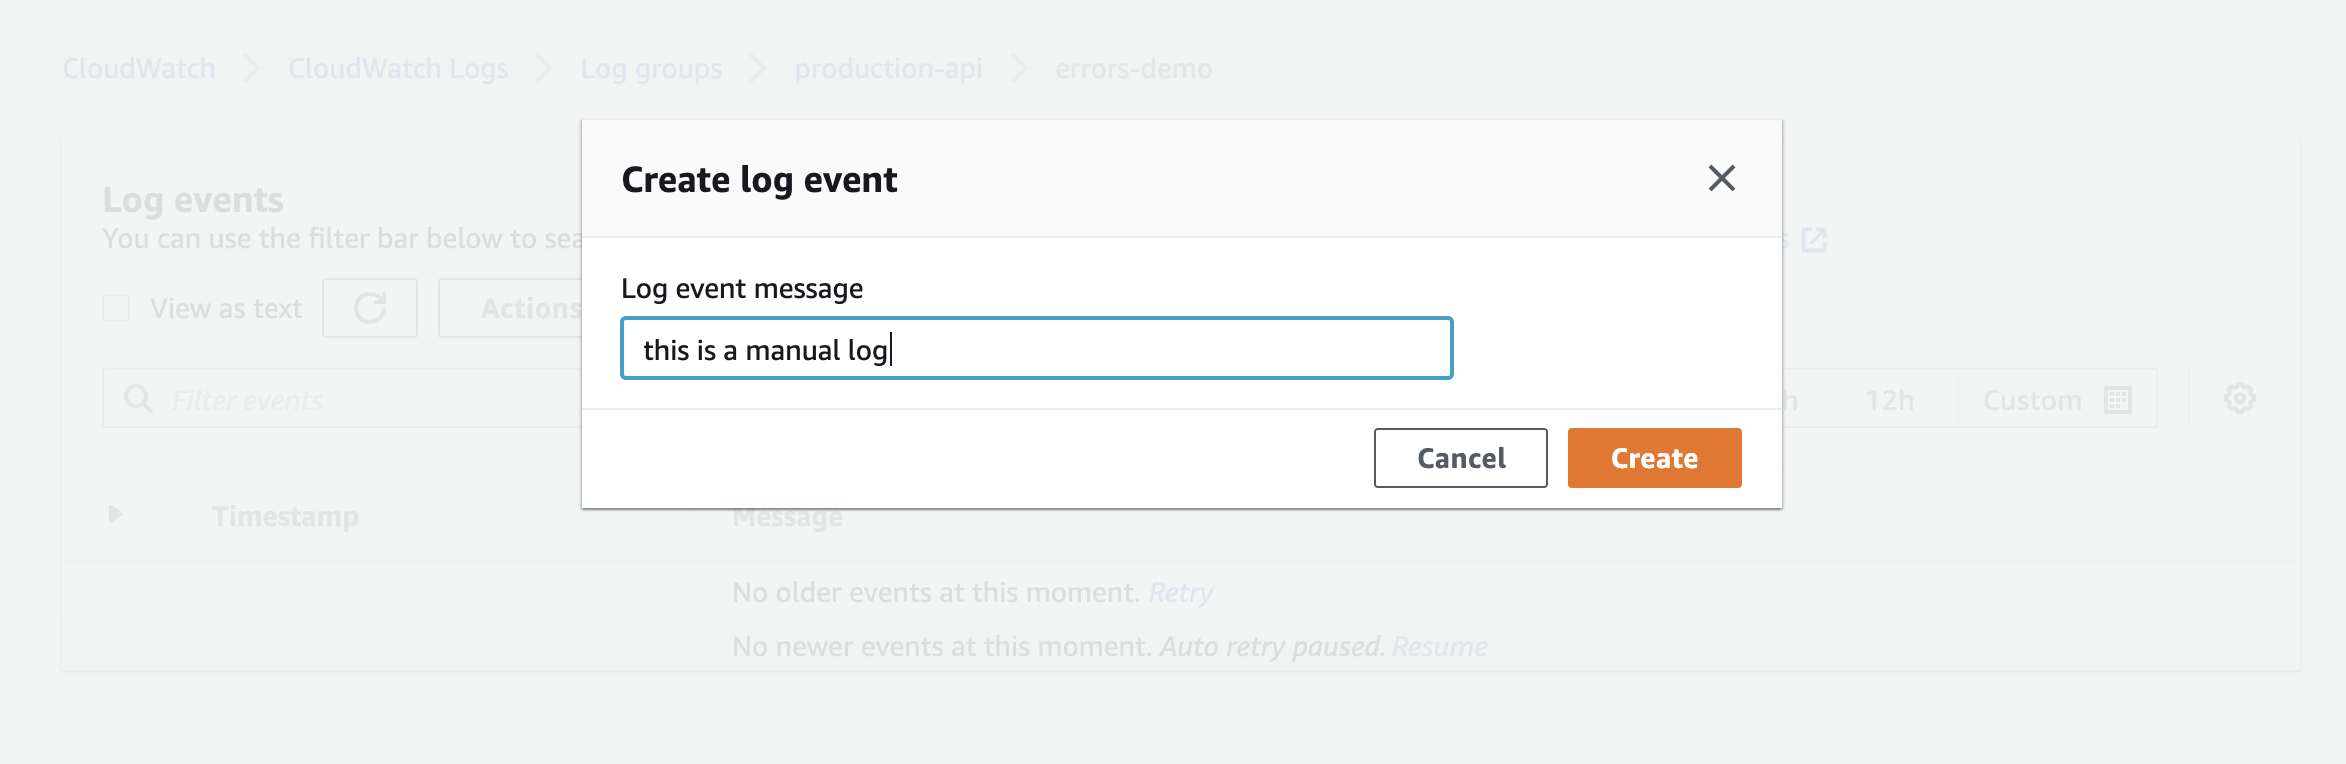 CloudWatch CloudWatch Logs Log groups production-api errors-demo
Create log event
Log events
You can use the filter bar below to sea
Log event message
View as text Actions
this is a manual log
Filter events
h 12h Custom
Cancel Create
Timestamp Message
No older events at this moment. Retry
No newer events at this moment. Auto retry paused. Resume